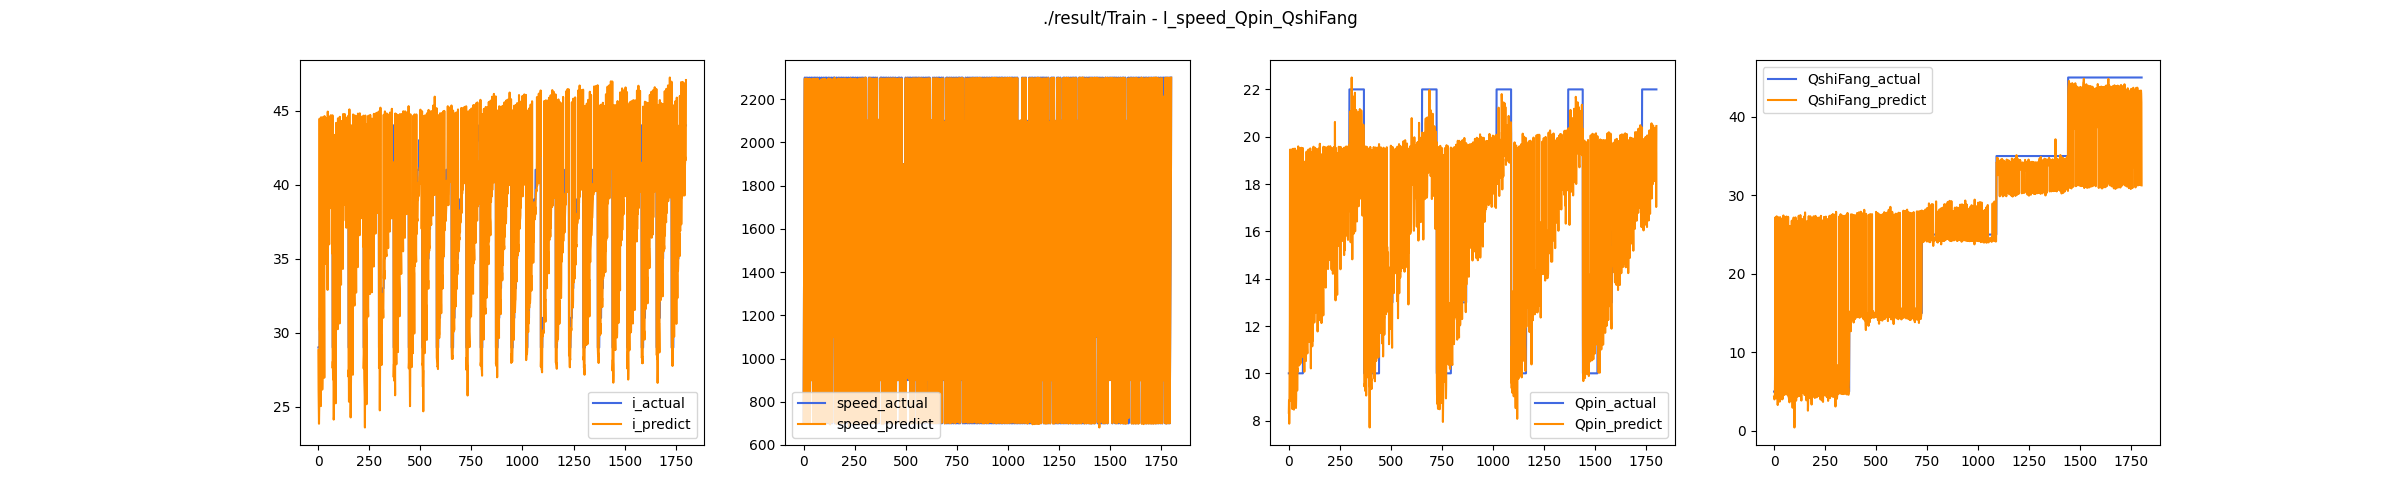 ./result/Train - I_speed_Qpin_QshiFang
45
40
35
30
25
0 250 500 750 1000 1250 1500 1750
i_actual
i_predict
2200
2000
1800
1600
1400
1200
1000
800
600
0 250 500 750 1000 1250 1500 1750
speed_actual
speed_predict
22
20
18
16
14
12
10
8
0 250 500 750 1000 1250 1500 1750
Qpin_actual
Qpin_predict
QshiFang_actual
QshiFang_predict
40
30
20
10
0
0 250 500 750 1000 1250 1500 1750